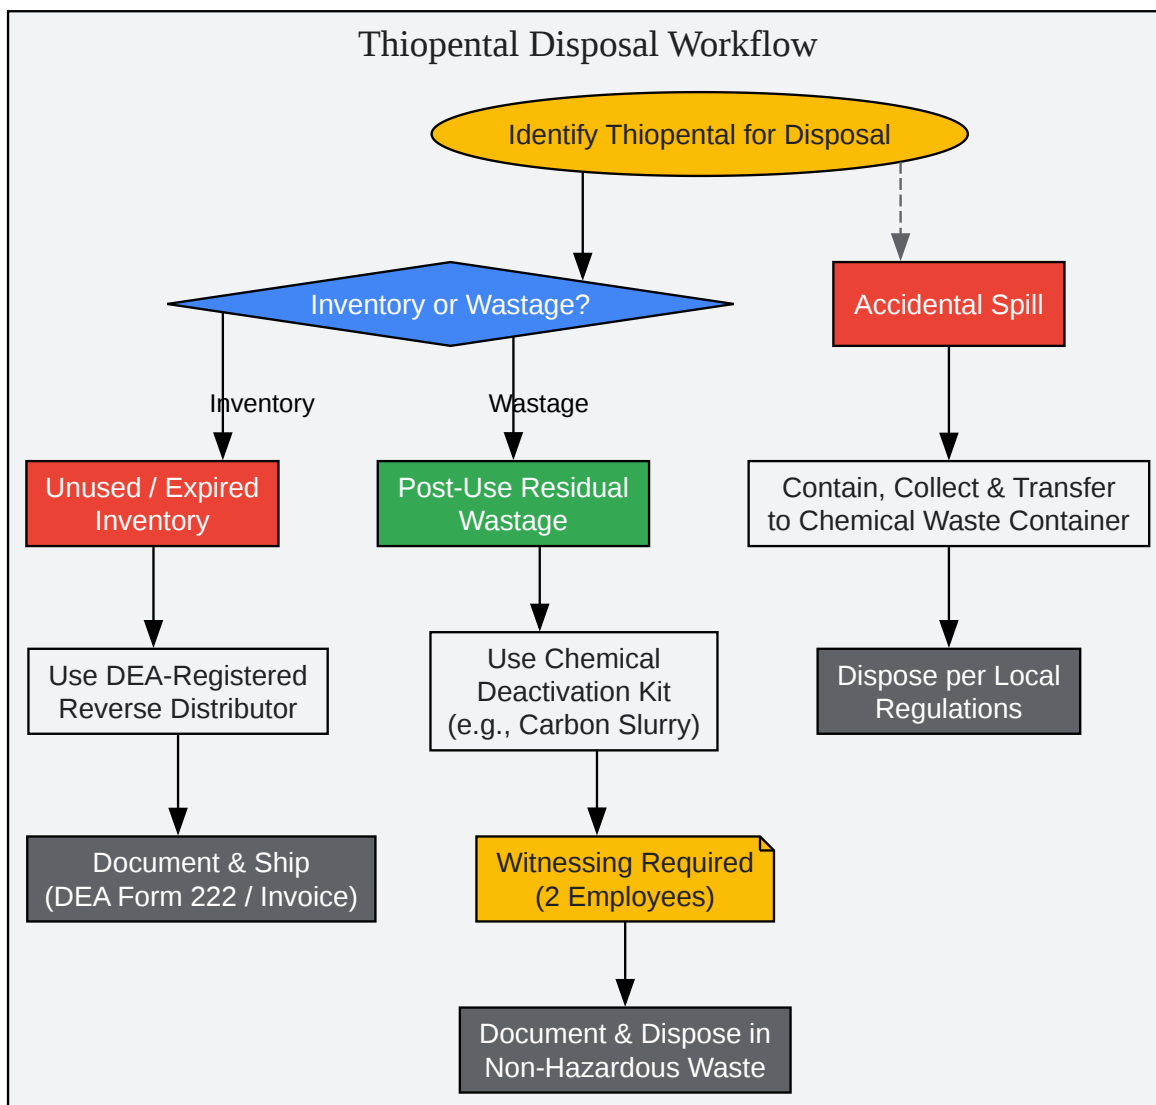 Thiopental Disposal Workflow
Identify Thiopental for Disposal
Inventory or Wastage?
Accidental Spill
Inventory
Wastage
Unused / Expired
Inventory
Post-Use Residual
Wastage
Contain, Collect & Transfer
to Chemical Waste Container
Use DEA-Registered
Reverse Distributor
Use Chemical
Deactivation Kit
(e.g., Carbon Slurry)
Dispose per Local
Regulations
Document & Ship
(DEA Form 222 / Invoice)
Witnessing Required
(2 Employees)
Document & Dispose in
Non-Hazardous Waste